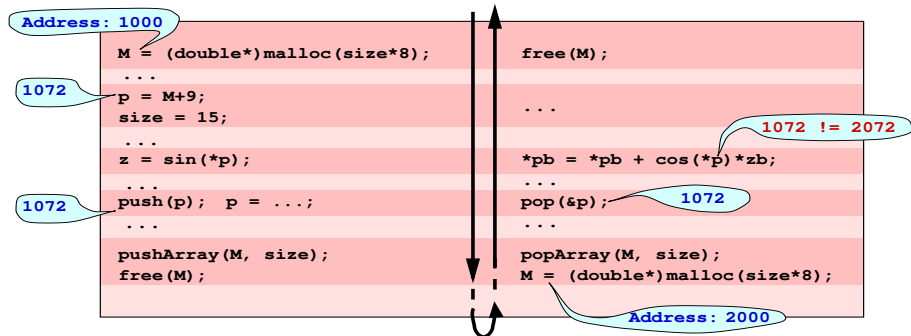 Address: 1000
M = (double*)malloc(size*8);
free(M);
...
1072
p = M+9;
size = 15;
...
1072 != 2072
...
z = sin(*p);
*pb = *pb + cos(*p)*zb;
...
...
1072
push(p); p = ...;
pop(&p);
1072
...
...
pushArray(M, size);
popArray(M, size);
free(M);
M = (double*)malloc(size*8);
Address: 2000